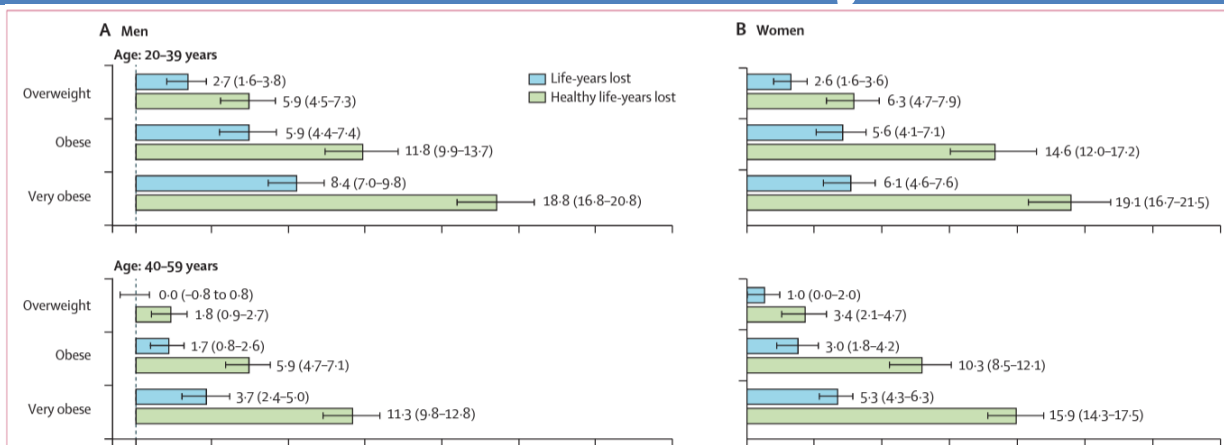 A Men
Age: 20–39 years
Life-years lost
Healthy life-years lost
Overweight
2·7 (1·6–3·8)
5·9 (4·5–7·3)
Obese
5·9 (4·4–7·4)
11·8 (9·9–13·7)
Very obese
8·4 (7·0–9·8)
18·8 (16·8–20·8)
Age: 40–59 years
Overweight
0·0 (–0·8 to 0·8)
1·8 (0·9–2·7)
Obese
1·7 (0·8–2·6)
5·9 (4·7–7·1)
Very obese
3·7 (2·4–5·0)
11·3 (9·8–12·8)
B Women
2·6 (1·6–3·6)
6·3 (4·7–7·9)
5·6 (4·1–7·1)
14·6 (12·0–17·2)
6·1 (4·6–7·6)
19·1 (16·7–21·5)
1·0 (0·0–2·0)
3·4 (2·1–4·7)
3·0 (1·8–4·2)
10·3 (8·5–12·1)
5·3 (4·3–6·3)
15·9 (14·3–17·5)